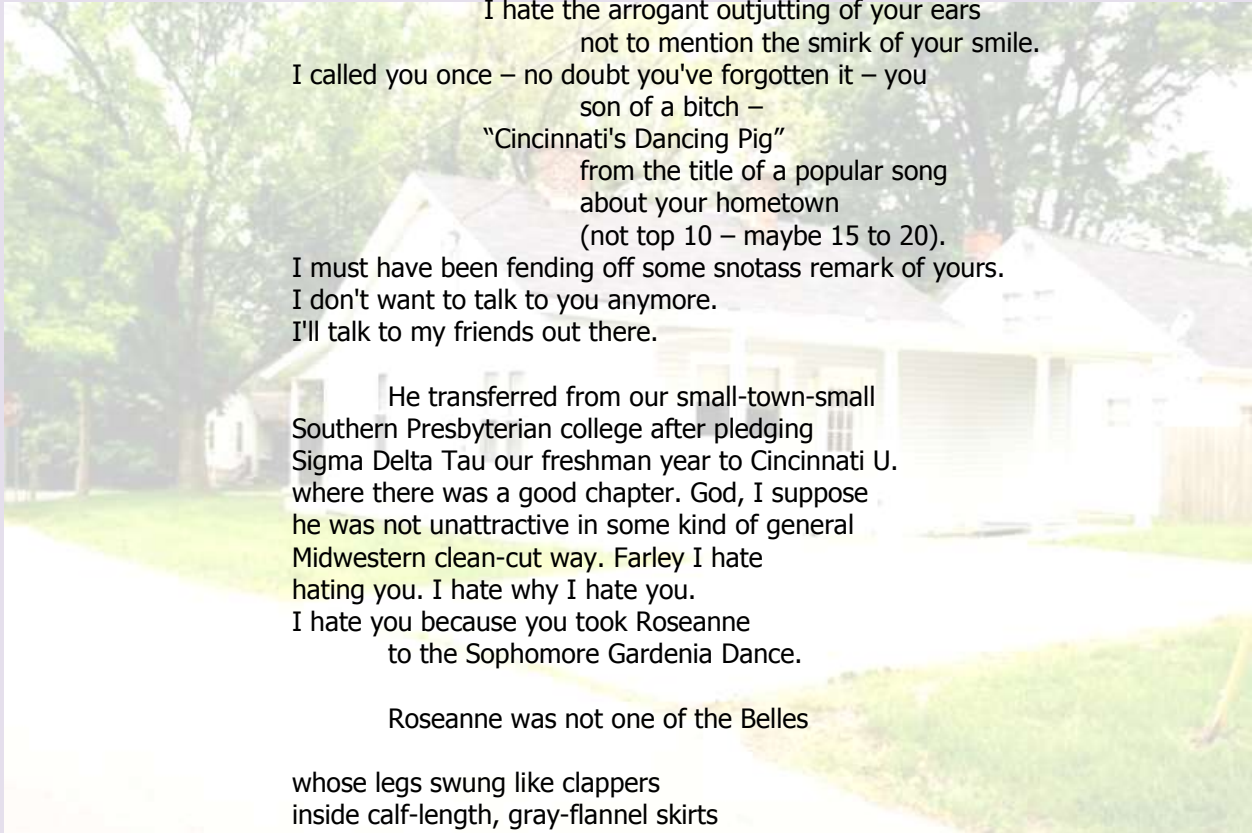 I hate the arrogant outjutting of your ears
not to mention the smirk of your smile.
I called you once – no doubt you've forgotten it – you
son of a bitch –
“Cincinnati's Dancing Pig”
from the title of a popular song
about your hometown
(not top 10 – maybe 15 to 20).
I must have been fending off some snotass remark of yours.
I don't want to talk to you anymore.
I'll talk to my friends out there.
He transferred from our small-town-small
Southern Presbyterian college after pledging
Sigma Delta Tau our freshman year to Cincinnati U.
where there was a good chapter. God, I suppose
he was not unattractive in some kind of general
Midwestern clean-cut way. Farley I hate
hating you. I hate why I hate you.
I hate you because you took Roseanne
to the Sophomore Gardenia Dance.
Roseanne was not one of the Belles
whose legs swung like clappers
inside calf-length, gray-flannel skirts